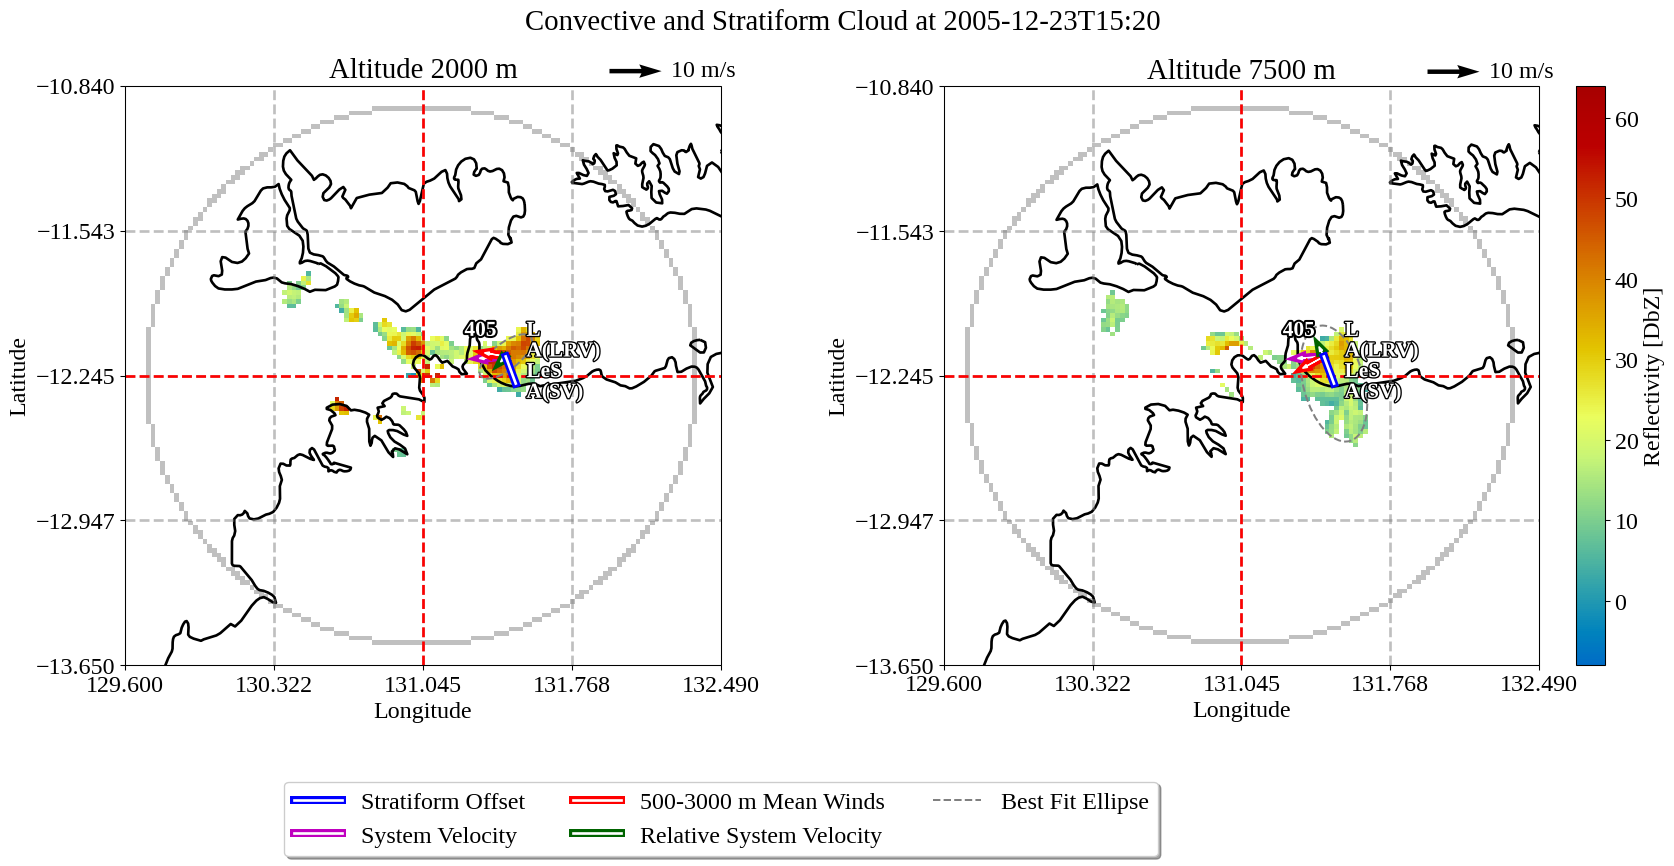 Convective and Stratiform Cloud at 2005-12-23T15:20
Altitude 2000 m
10 m/s
Altitude 7500 m
10 m/s
−10.840
−11.543
−12.245
−12.947
−13.650
Latitude
129.600
130.322
131.045
131.768
132.490
Longitude
405
L
A(LRV)
LeS
A(SV)
−10.840
−11.543
−12.245
−12.947
−13.650
Latitude
129.600
130.322
131.045
131.768
132.490
Longitude
405
L
A(LRV)
LeS
A(SV)
60
50
40
30
20
10
0
Reflectivity [DbZ]
Stratiform Offset
500-3000 m Mean Winds
Best Fit Ellipse
System Velocity
Relative System Velocity